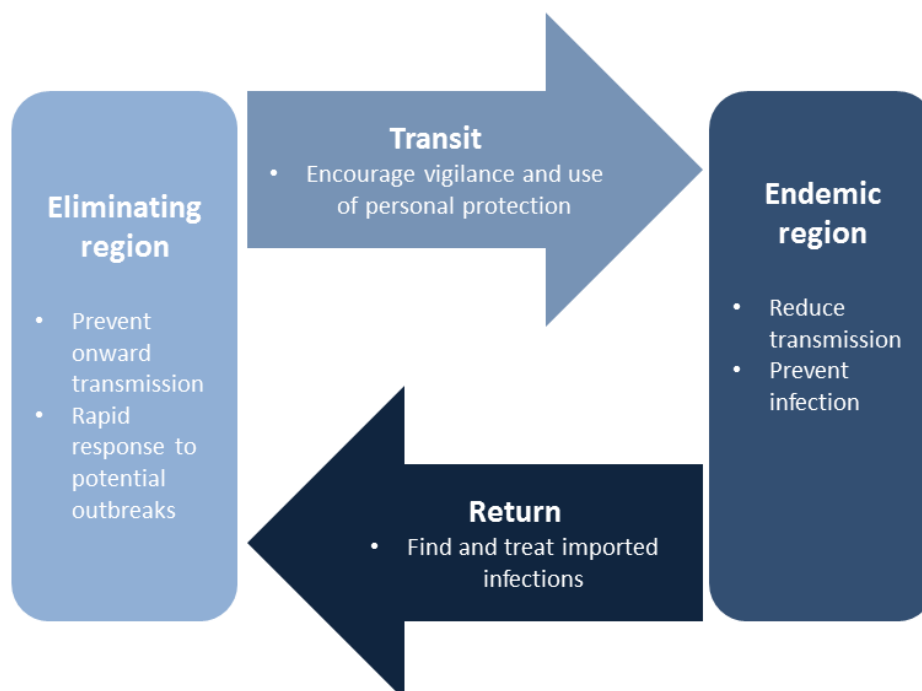 Eliminating
region
• Prevent
onward
transmission
• Rapid
response to
potential
outbreaks
Transit
• Encourage vigilance and use
of personal protection
Endemic
region
• Reduce
transmission
• Prevent
infection
Return
• Find and treat imported
infections